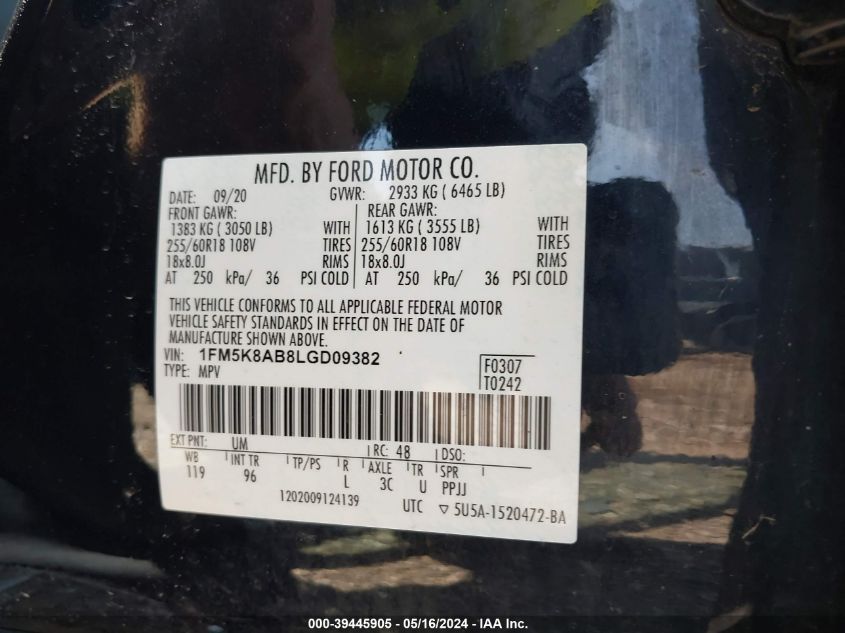 MFD. BY FORD MOTOR CO.
DATE: 09/20 GVWR: 2933 KG ( 6465 LB)
FRONT GAWR: REAR GAWR:
1383 KG ( 3050 LB) WITH 1613 KG ( 3555 LB) WITH
255/60R18 108V TIRES 255/60R18 108V TIRES
18x8.0J RIMS 18x8.0J RIMS
AT 250 kPa/ 36 PSI COLD AT 250 kPa/ 36 PSI COLD
THIS VEHICLE CONFORMS TO ALL APPLICABLE FEDERAL MOTOR
VEHICLE SAFETY STANDARDS IN EFFECT ON THE DATE OF
MANUFACTURE SHOWN ABOVE.
VIN: 1FM5K8AB8LGD09382
F0307
TYPE: MPV
T0242
EXT PNT: UM RC: 48 DSO:
WB INT TR TP/PS R AXLE TR SPR
119 96 L 3C U PPJJ
1202009124139 UTC ▽ 5U5A-1520472-BA
000-39445905 - 05/16/2024 - IAA Inc.